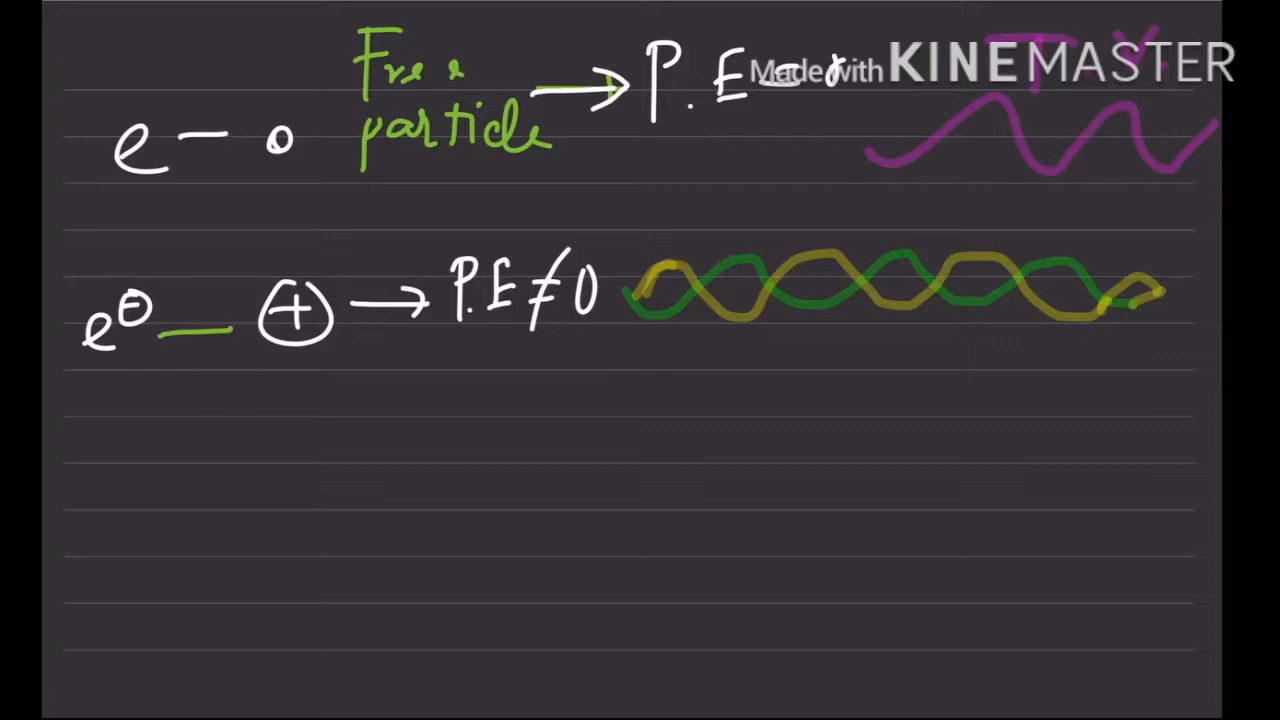 Free particle → P.E =
Made with KINEMASTER
e – o
e⊖ — ⊕ → P.E ≠ 0